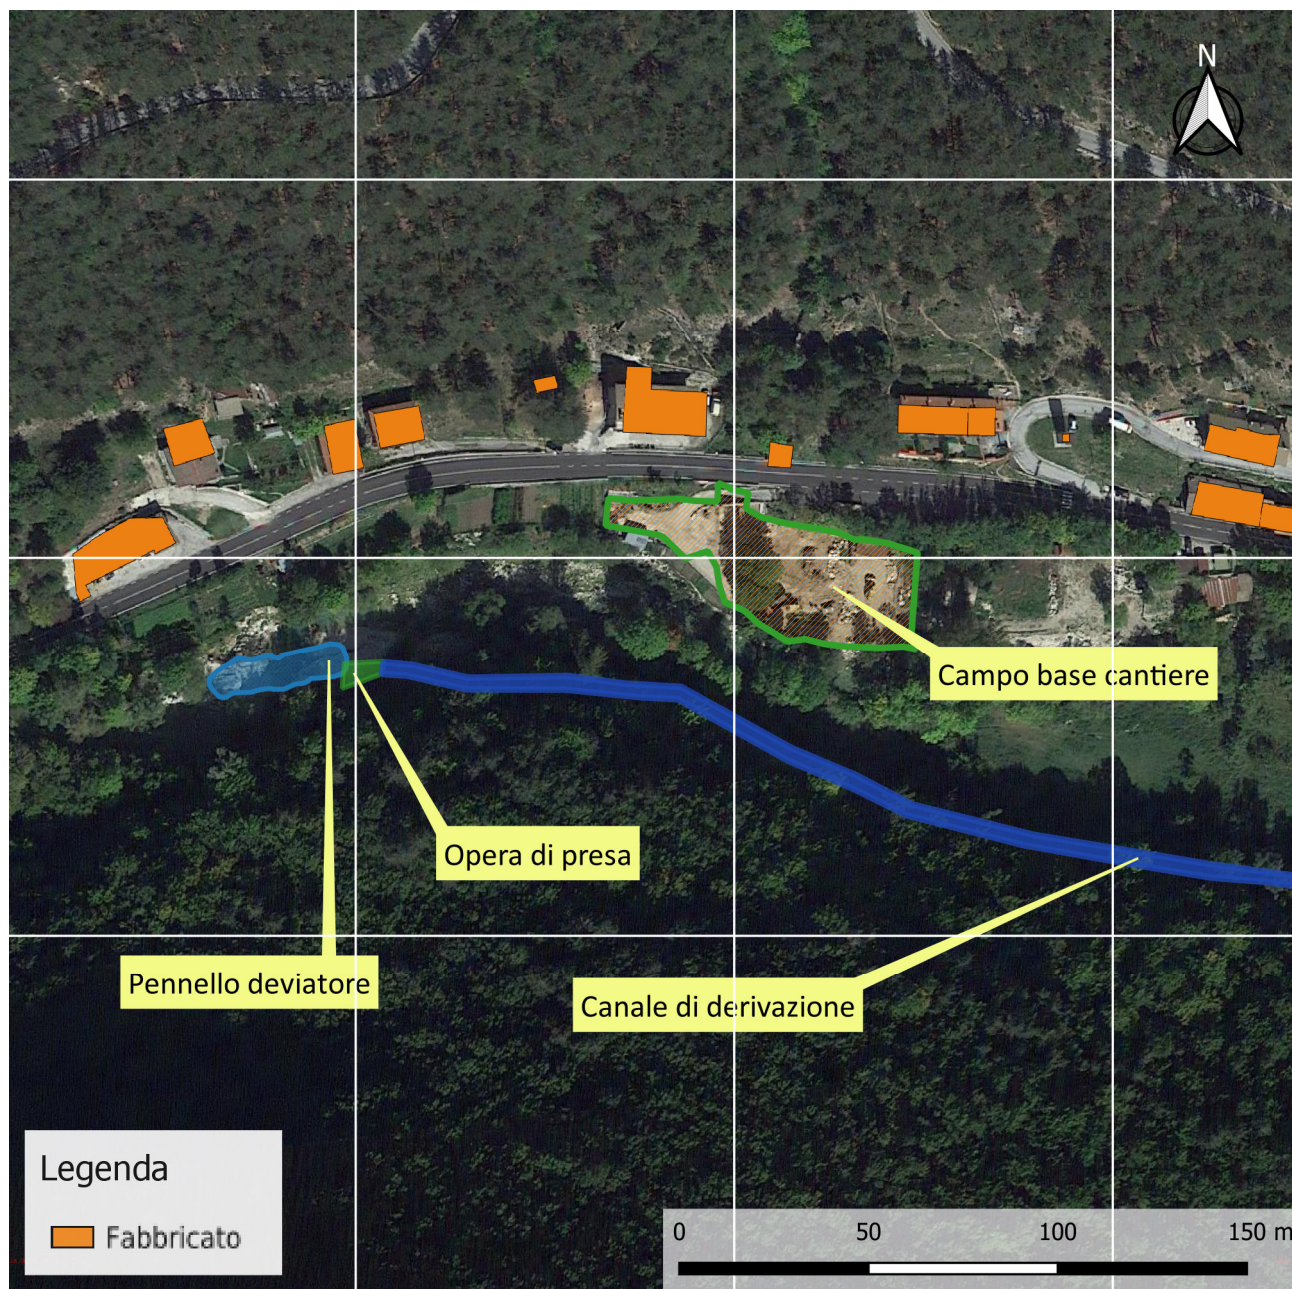 N
Campo base cantiere
Opera di presa
Pennello deviatore
Canale di derivazione
Legenda
Fabbricato
0 50 100 150 m